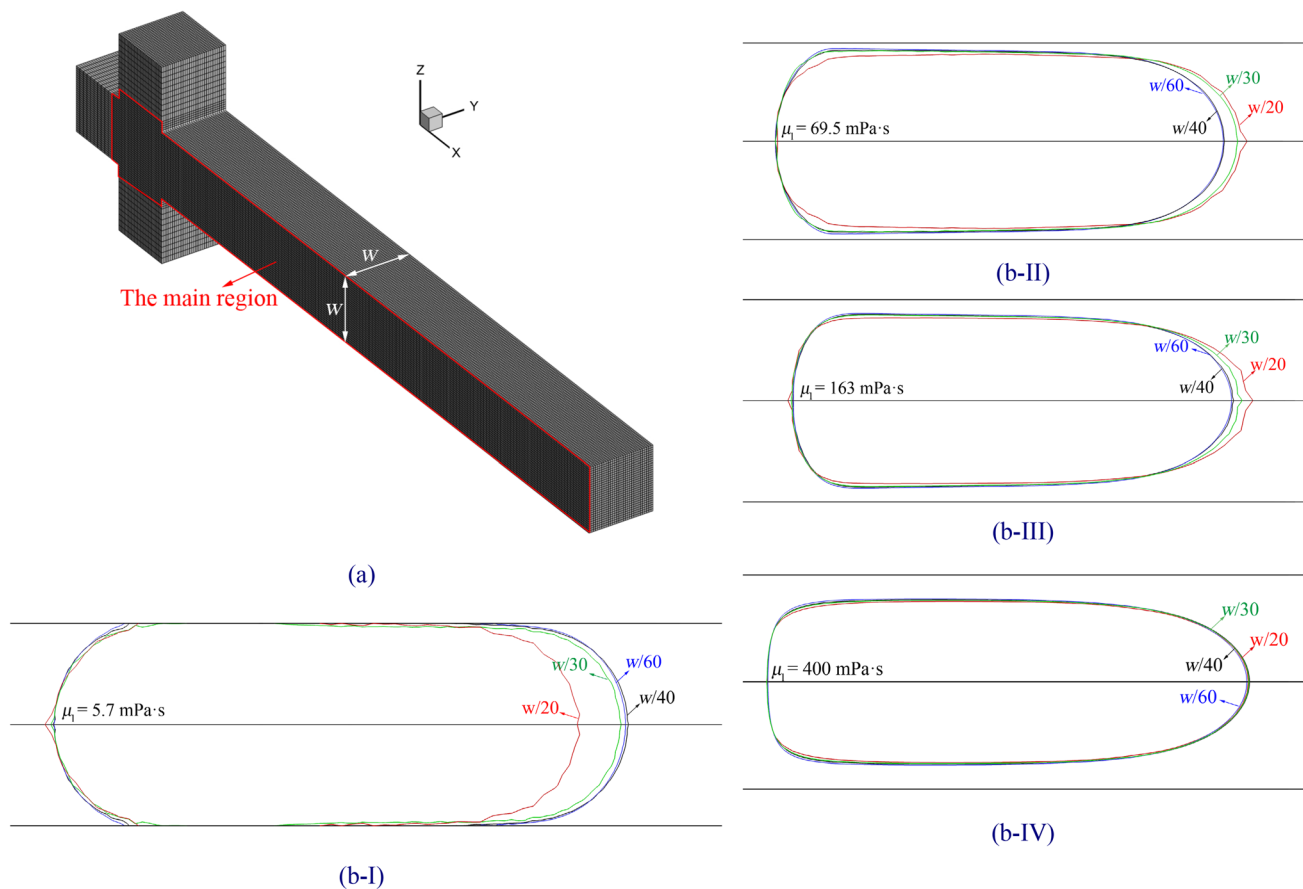 Z
Y
X
w
w
The main region
(a)
w/60
w/30
w/20
w/40
μl = 69.5 mPa·s
(b-II)
w/60
w/30
w/20
w/40
μl = 163 mPa·s
(b-III)
w/30
w/20
w/40
μl = 400 mPa·s
w/60
(b-IV)
w/30
w/60
w/20
w/40
μl = 5.7 mPa·s
(b-I)